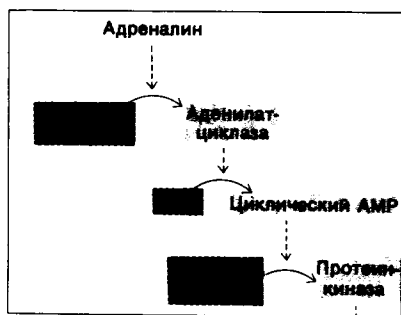 Адреналин
Аденилат-
циклаза
Циклический АМР
Протеин-
киназа